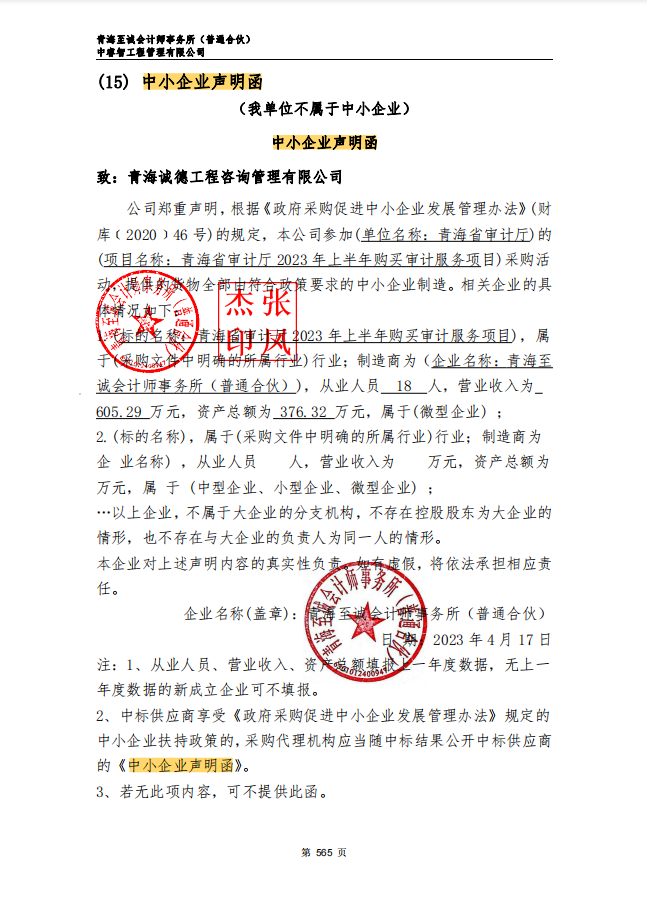 青海至诚会计师事务所（普通合伙）
中睿智工程管理有限公司
(15) 中小企业声明函
（我单位不属于中小企业）
中小企业声明函
致：青海诚德工程咨询管理有限公司
公司郑重声明，根据《政府采购促进中小企业发展管理办法》(财
库﹝2020﹞46 号)的规定，本公司参加(单位名称：青海省审计厅)的
(项目名称：青海省审计厅 2023 年上半年购买审计服务项目)采购活
动，提供的货物全部由符合政策要求的中小企业制造。相关企业的具
体情况如下：
1.(标的名称：青海省审计厅 2023 年上半年购买审计服务项目)，属
于(采购文件中明确的所属行业)行业；制造商为（企业名称：青海至
诚会计师事务所（普通合伙）)，从业人员 18 人，营业收入为
605.29 万元，资产总额为 376.32 万元，属于(微型企业)；
2.(标的名称)，属于(采购文件中明确的所属行业)行业；制造商为
企 业名称)，从业人员 人，营业收入为 万元，资产总额为
万元，属 于（中型企业、小型企业、微型企业)；
…以上企业，不属于大企业的分支机构，不存在控股股东为大企业的
情形，也不存在与大企业的负责人为同一人的情形。
本企业对上述声明内容的真实性负责。如有虚假，将依法承担相应责
任。
企业名称(盖章)：青海至诚会计师事务所（普通合伙）
日 期：2023 年 4 月 17 日
注：1、从业人员、营业收入、资产总额填报上一年度数据，无上一
年度数据的新成立企业可不填报。
2、中标供应商享受《政府采购促进中小企业发展管理办法》规定的
中小企业扶持政策的，采购代理机构应当随中标结果公开中标供应商
的《中小企业声明函》。
3、若无此项内容，可不提供此函。
第 565 页
张凤杰印
青海至诚会计师事务所（普通合伙）